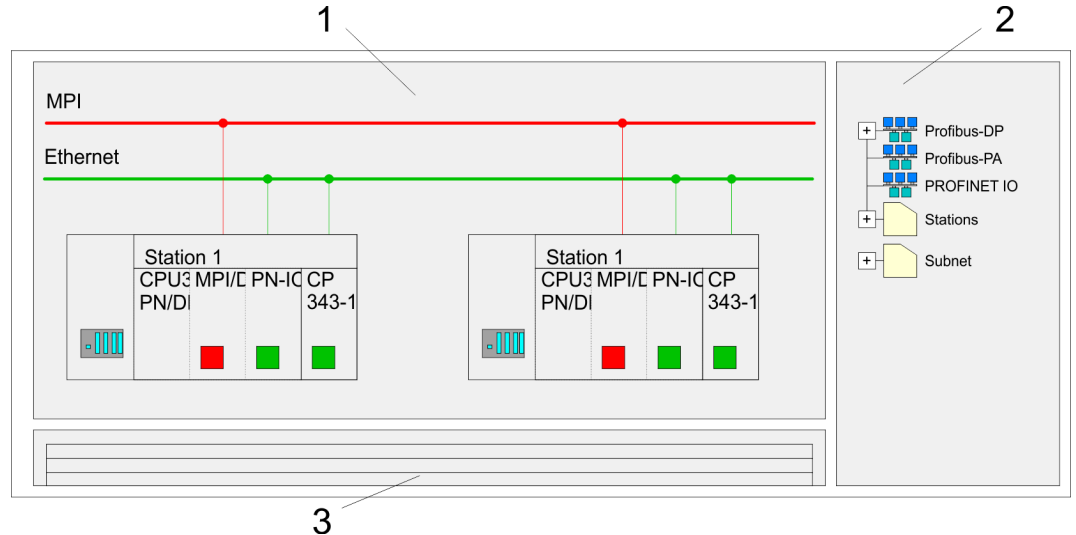 1
2
MPI
Ethernet
Station 1
CPU3 MPI/D PN-IO CP
PN/DI 343-1
Station 1
CPU3 MPI/D PN-IO CP
PN/DI 343-1
Profibus-DP
Profibus-PA
PROFINET IO
Stations
Subnet
3